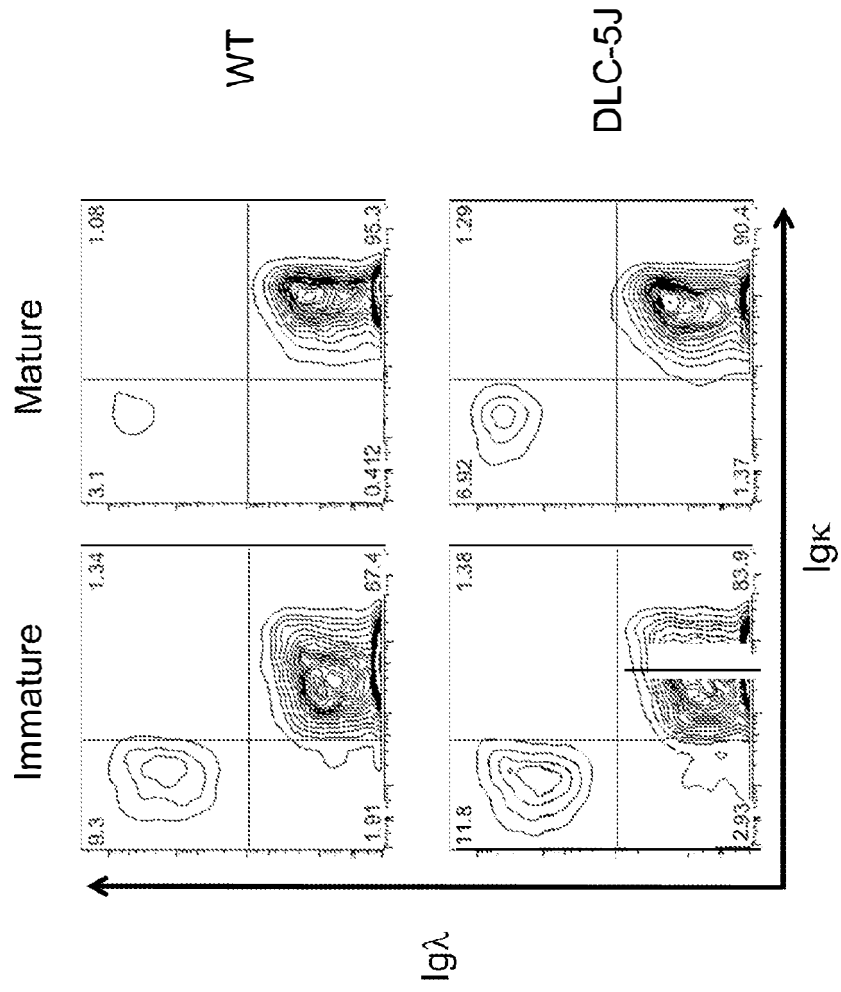 Immature Mature
9.3 1.34 3.1 1.08
WT
1.91 87.4 0.412 95.3
Igλ
11.8 1.38 6.92 1.29
DLC-5J
2.93 83.9 1.37 90.4
Igκ